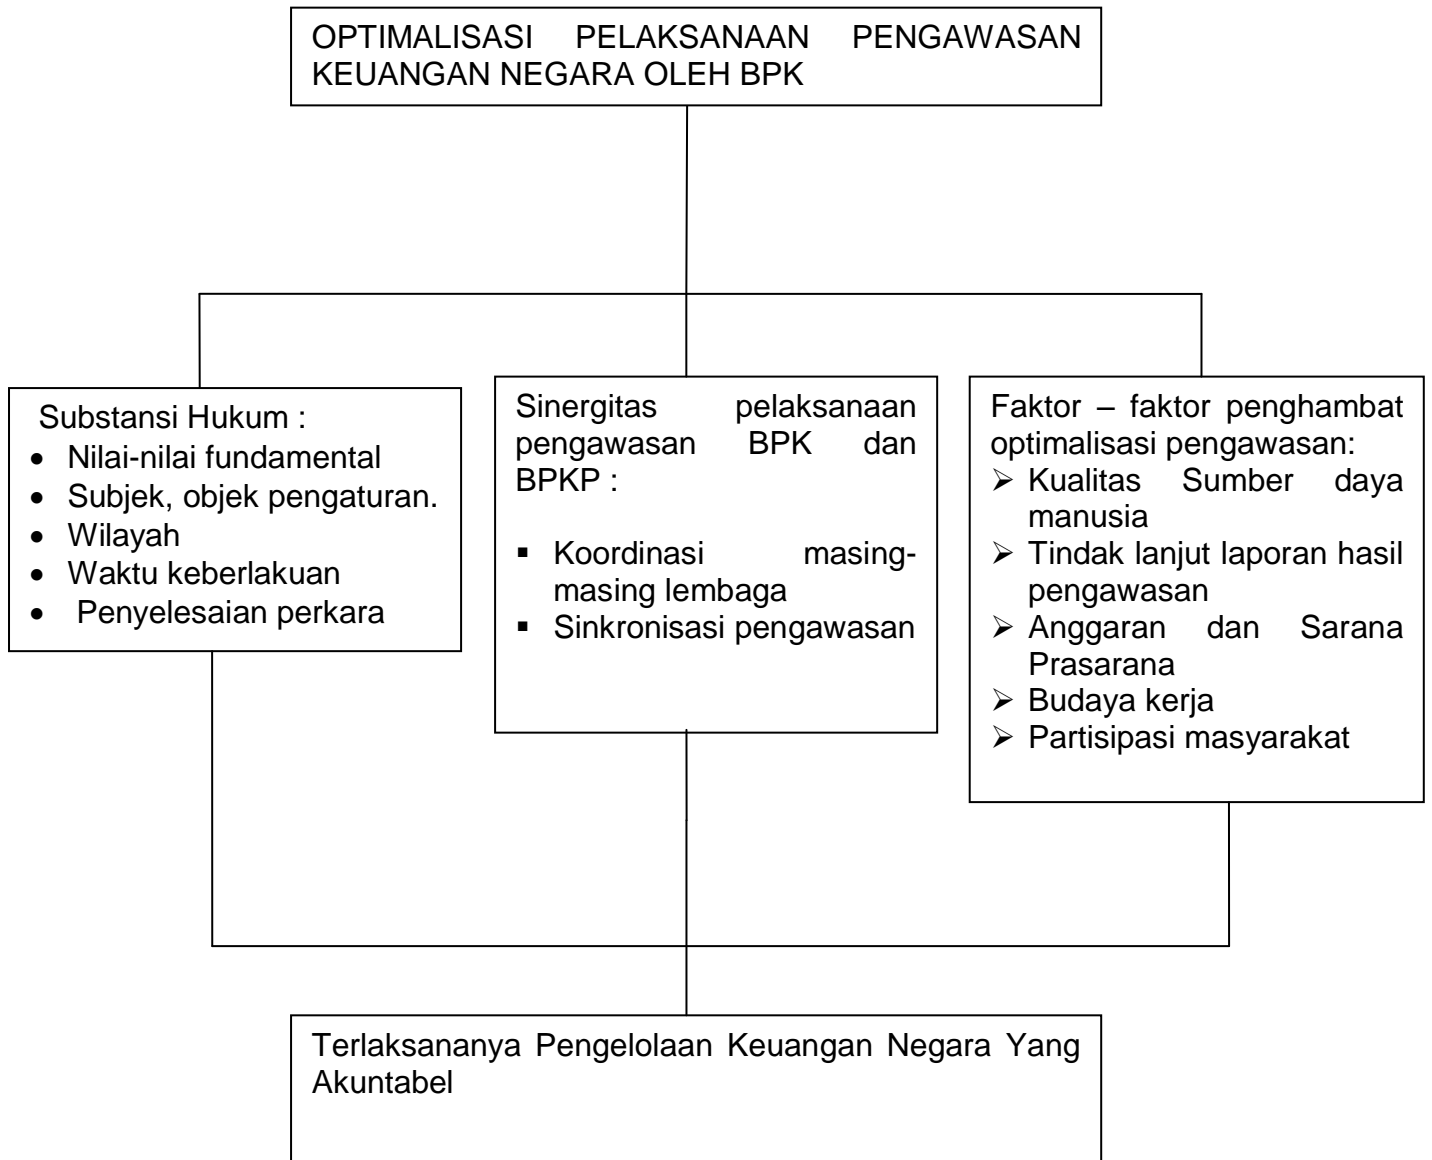 OPTIMALISASI PELAKSANAAN PENGAWASAN
KEUANGAN NEGARA OLEH BPK
Substansi Hukum :
• Nilai-nilai fundamental
• Subjek, objek pengaturan.
• Wilayah
• Waktu keberlakuan
• Penyelesaian perkara
Sinergitas pelaksanaan
pengawasan BPK dan
BPKP :
▪ Koordinasi masing-
masing lembaga
▪ Sinkronisasi pengawasan
Faktor – faktor penghambat
optimalisasi pengawasan:
➢ Kualitas Sumber daya
manusia
➢ Tindak lanjut laporan hasil
pengawasan
➢ Anggaran dan Sarana
Prasarana
➢ Budaya kerja
➢ Partisipasi masyarakat
Terlaksananya Pengelolaan Keuangan Negara Yang
Akuntabel